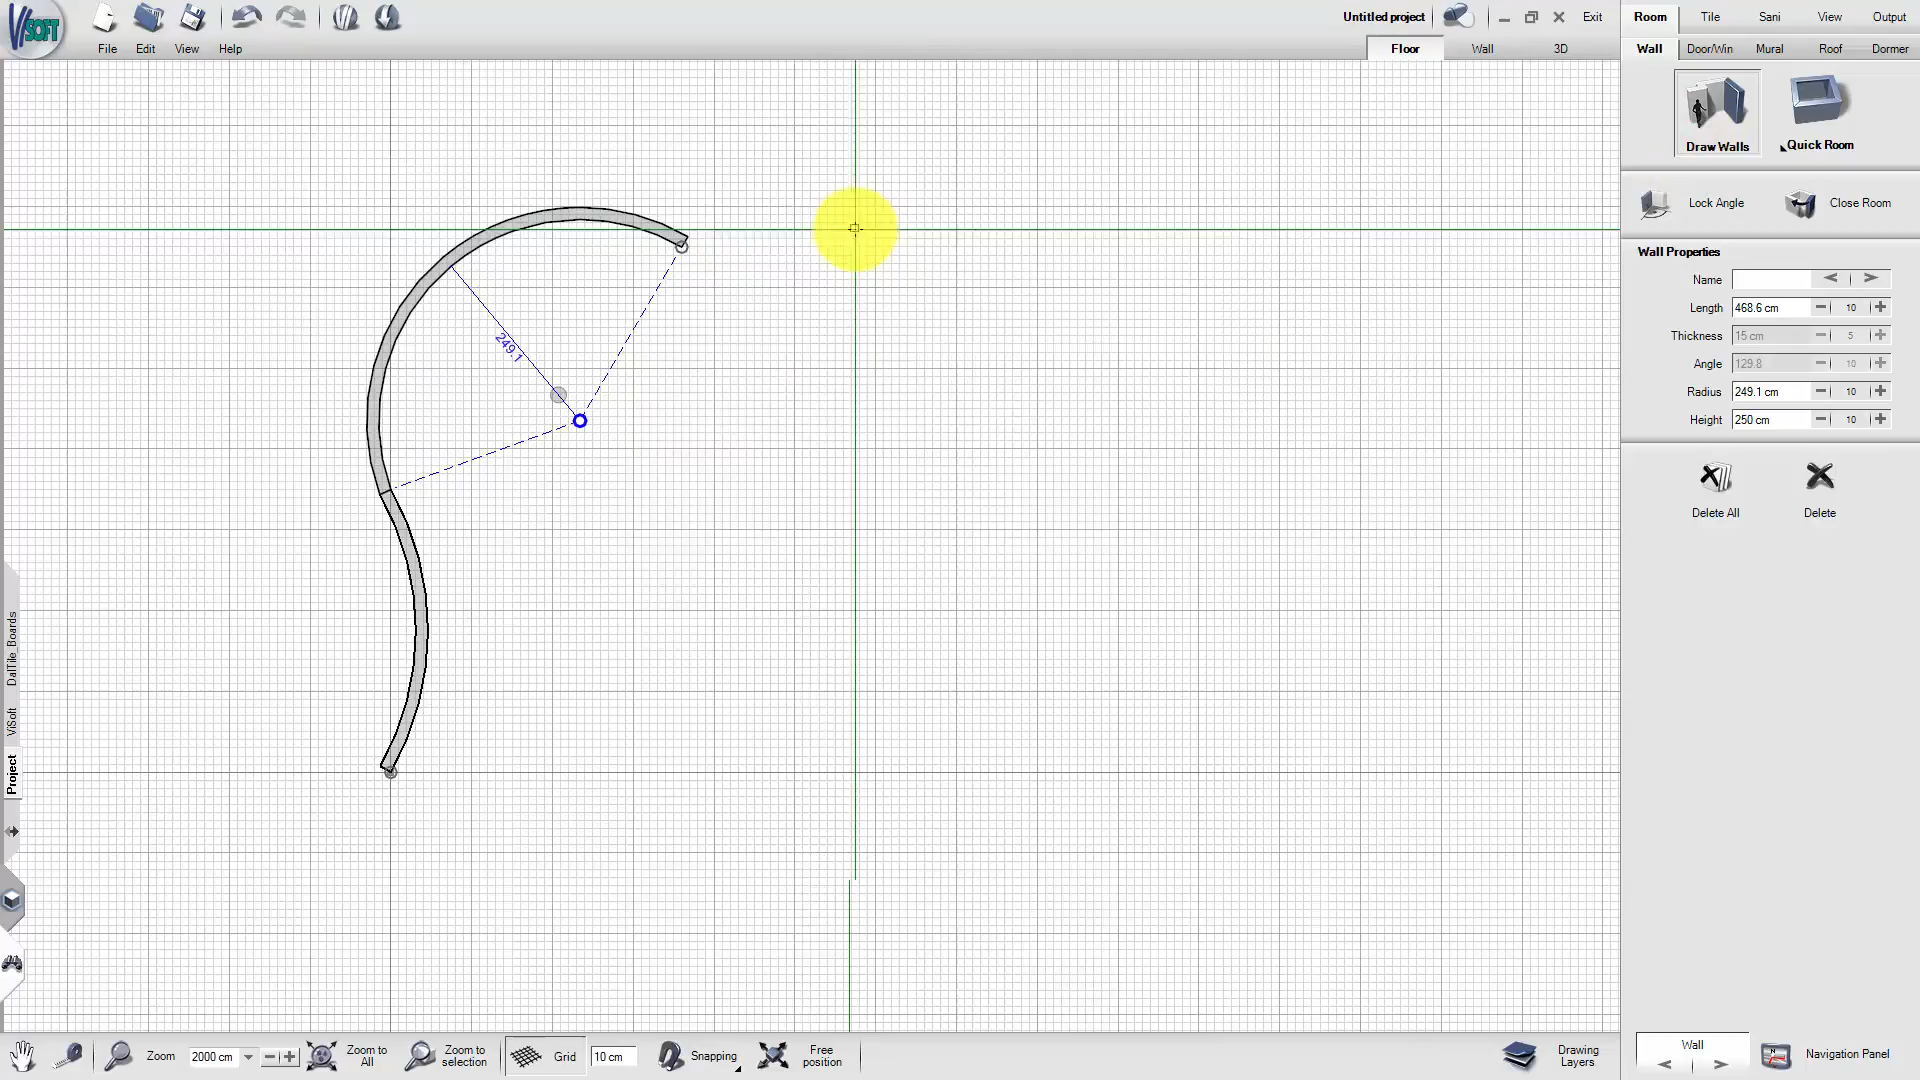 ViSOFT
File
Edit
View
Help
Untitled project
Exit
Floor
Wall
3D
Room
Tile
Sani
View
Output
Wall
Door/Win
Mural
Roof
Dormer
Draw Walls
Quick Room
Lock Angle
Close Room
Wall Properties
Name
Length 468.6 cm 10
Thickness 15 cm 5
Angle 129.8 10
Radius 249.1 cm 10
Height 250 cm 10
Delete All
Delete
249.1
DalTile_Boards
ViSoft
Project
Zoom
2000 cm
Zoom to
All
Zoom to
selection
Grid
10 cm
Snapping
Free
position
Drawing
Layers
Wall
Navigation Panel